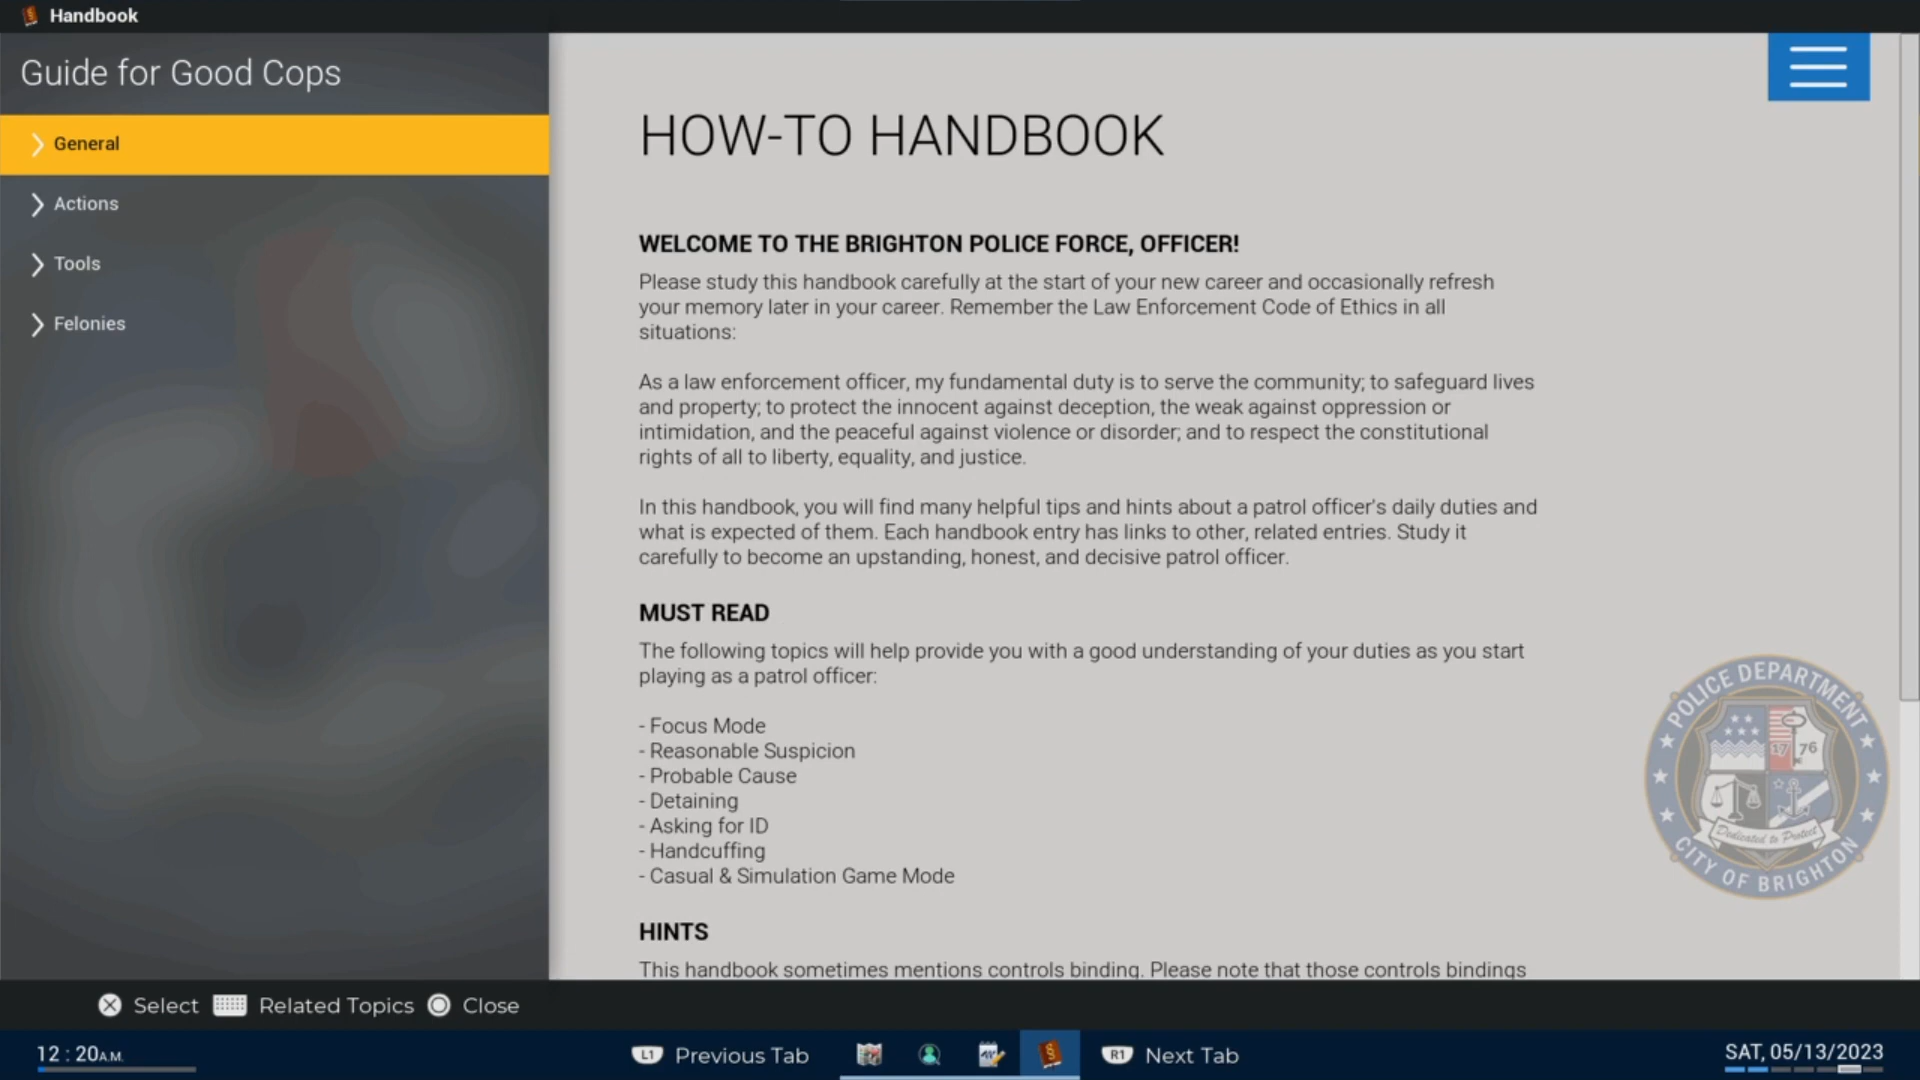 Handbook
Guide for Good Cops
General
Actions
Tools
Felonies
HOW-TO HANDBOOK
WELCOME TO THE BRIGHTON POLICE FORCE, OFFICER!
Please study this handbook carefully at the start of your new career and occasionally refresh
your memory later in your career. Remember the Law Enforcement Code of Ethics in all
situations:
As a law enforcement officer, my fundamental duty is to serve the community; to safeguard lives
and property; to protect the innocent against deception, the weak against oppression or
intimidation, and the peaceful against violence or disorder; and to respect the constitutional
rights of all to liberty, equality, and justice.
In this handbook, you will find many helpful tips and hints about a patrol officer's daily duties and
what is expected of them. Each handbook entry has links to other, related entries. Study it
carefully to become an upstanding, honest, and decisive patrol officer.
MUST READ
The following topics will help provide you with a good understanding of your duties as you start
playing as a patrol officer:
- Focus Mode
- Reasonable Suspicion
- Probable Cause
- Detaining
- Asking for ID
- Handcuffing
- Casual & Simulation Game Mode
HINTS
This handbook sometimes mentions controls binding. Please note that those controls bindings
POLICE DEPARTMENT
17 76
Dedicated to Protect
CITY OF BRIGHTON
Select Related Topics Close
12 : 20A.M.
L1 Previous Tab R1 Next Tab
SAT, 05/13/2023